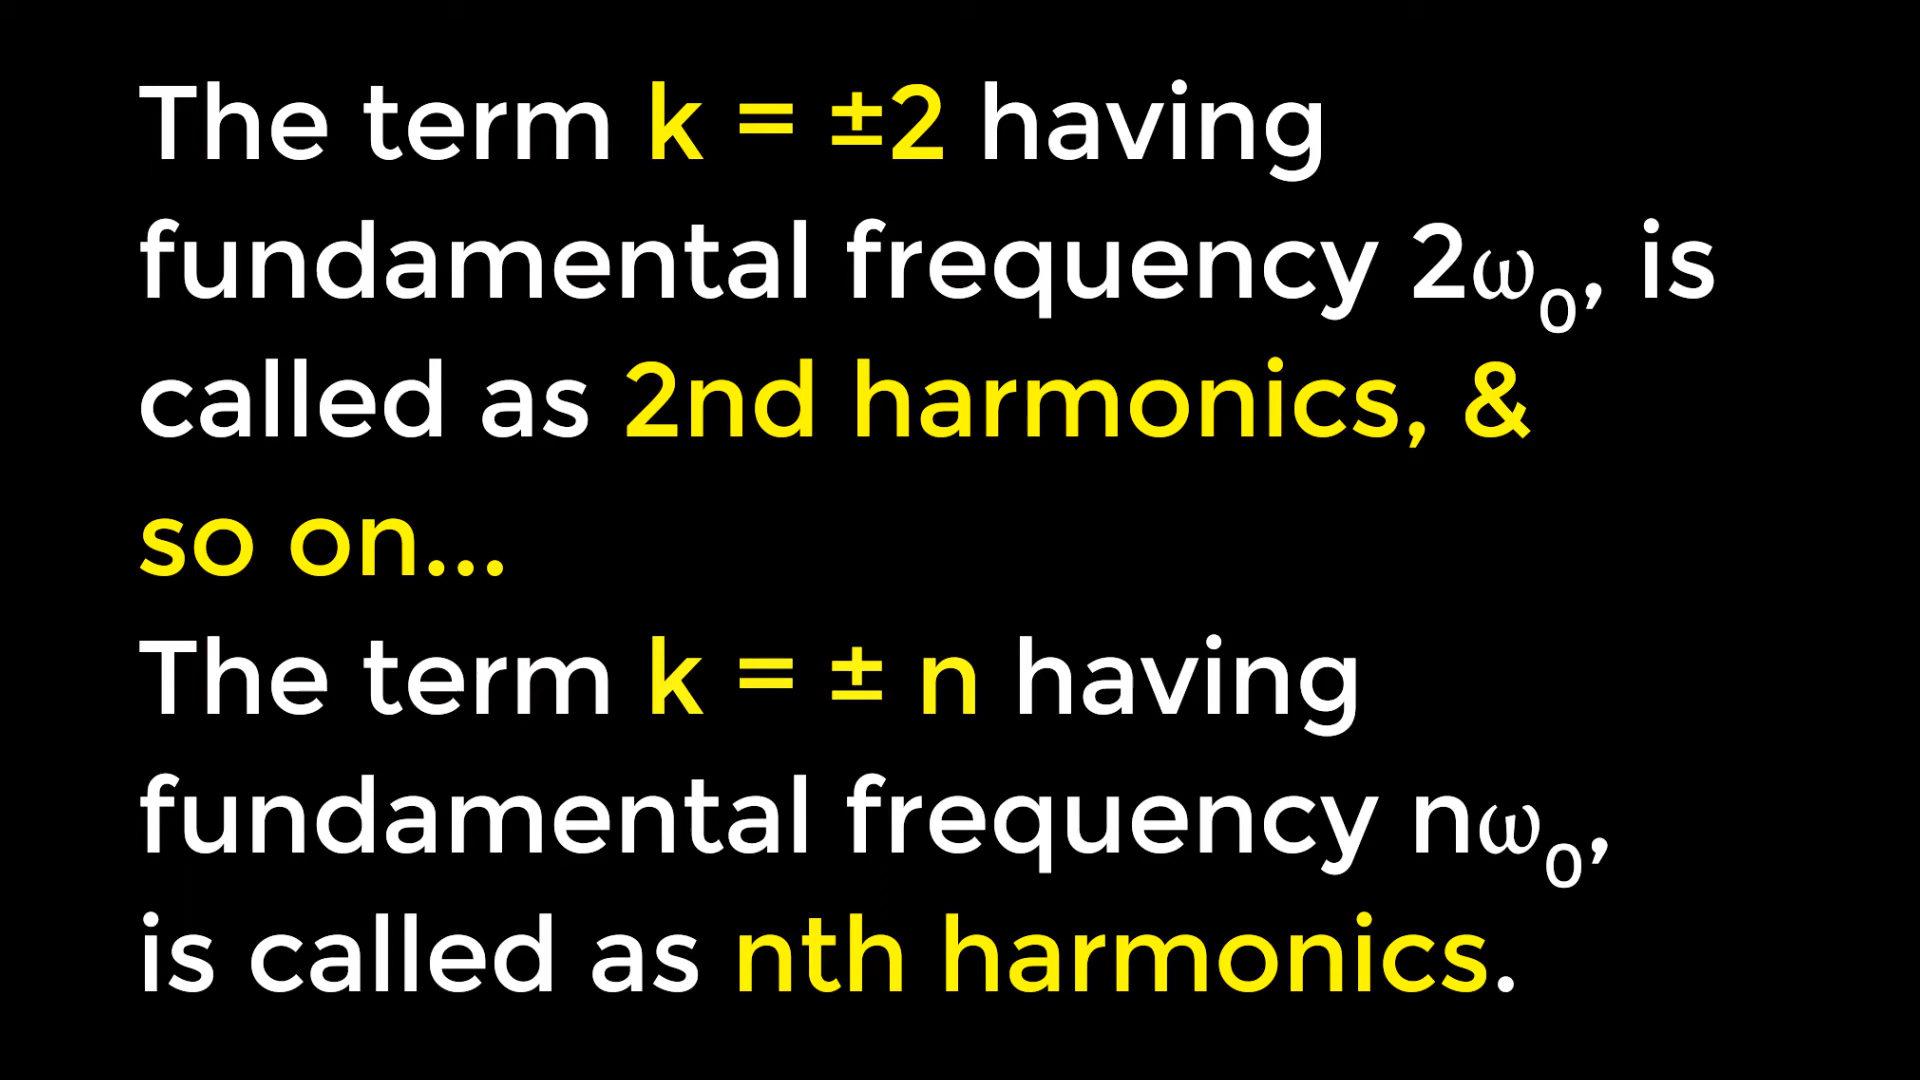 The term k = ±2 having
fundamental frequency 2ω₀, is
called as 2nd harmonics, &
so on...
The term k = ± n having
fundamental frequency nω₀,
is called as nth harmonics.